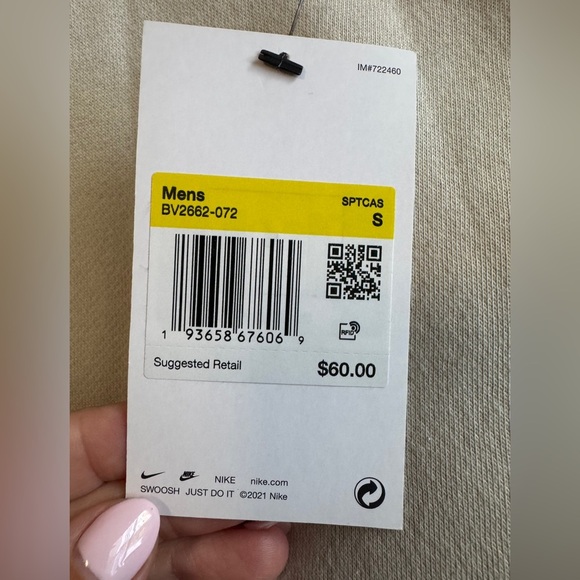 IM#722460
Mens SPTCAS
BV2662-072 S
1 93658 67606 9
RFID
Suggested Retail $60.00
NIKE nike.com
SWOOSH JUST DO IT ©2021 Nike